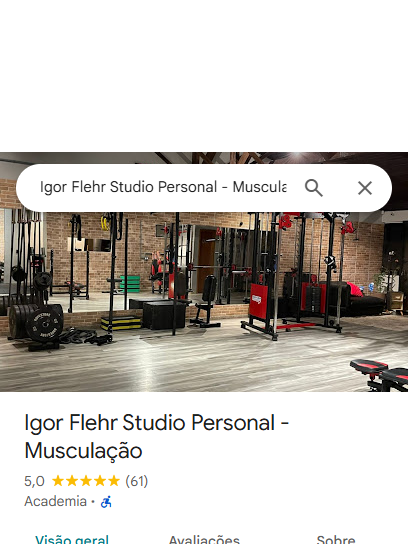 Igor Flehr Studio Personal - Muscula
Igor Flehr Studio Personal -
Musculação
5,0 ★★★★★ (61)
Academia •
Visão geral Avaliações Sobre